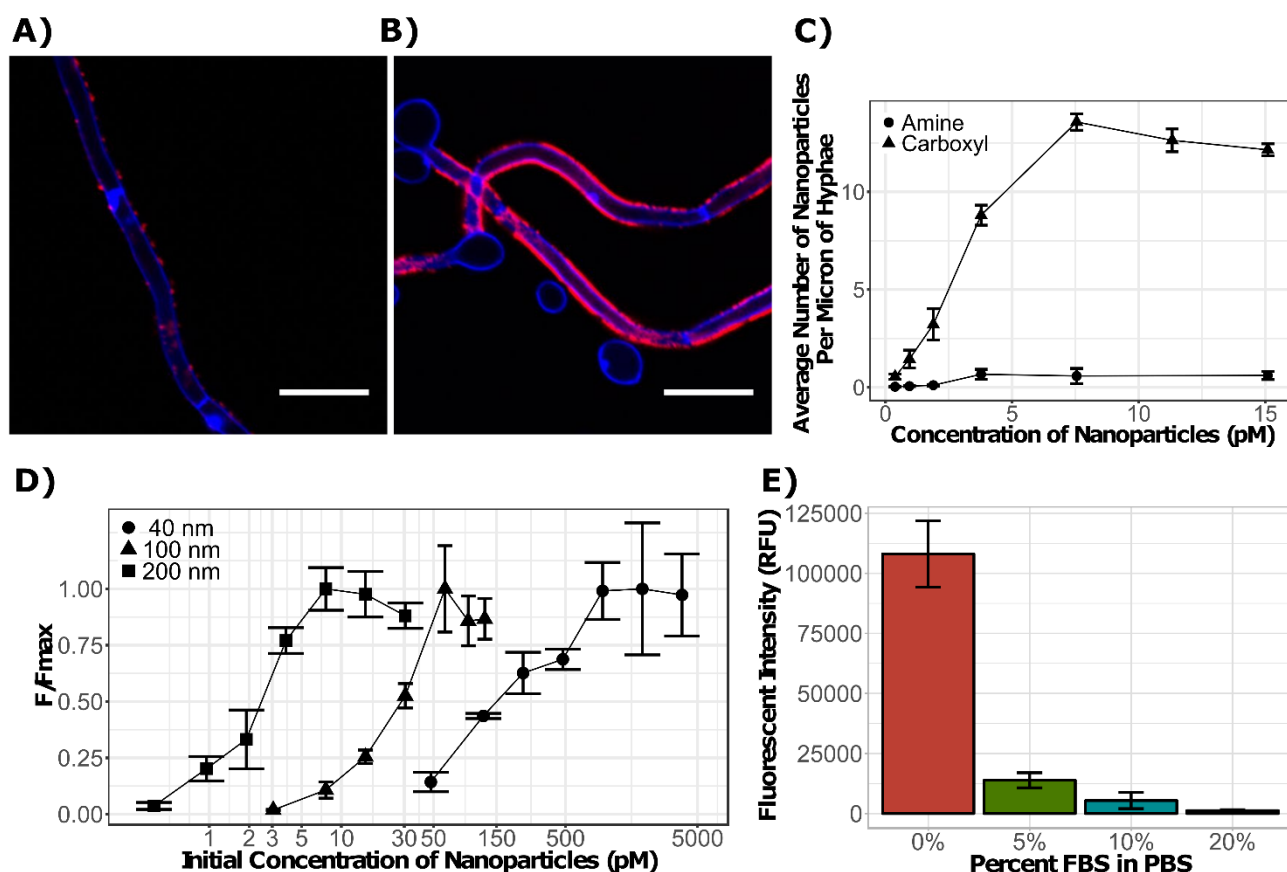 A)
B)
C)
Amine
Carboxyl
10
5
0
0
5
10
15
Average Number of Nanoparticles
Per Micron of Hyphae
Concentration of Nanoparticles (pM)
D)
40 nm
100 nm
200 nm
1.00
0.75
0.50
0.25
0.00
F/Fmax
1
2
3
5
10
30
50
150
500
5000
Initial Concentration of Nanoparticles (pM)
E)
125000
100000
75000
50000
25000
0
Fluorescent Intensity (RFU)
0%
5%
10%
20%
Percent FBS in PBS